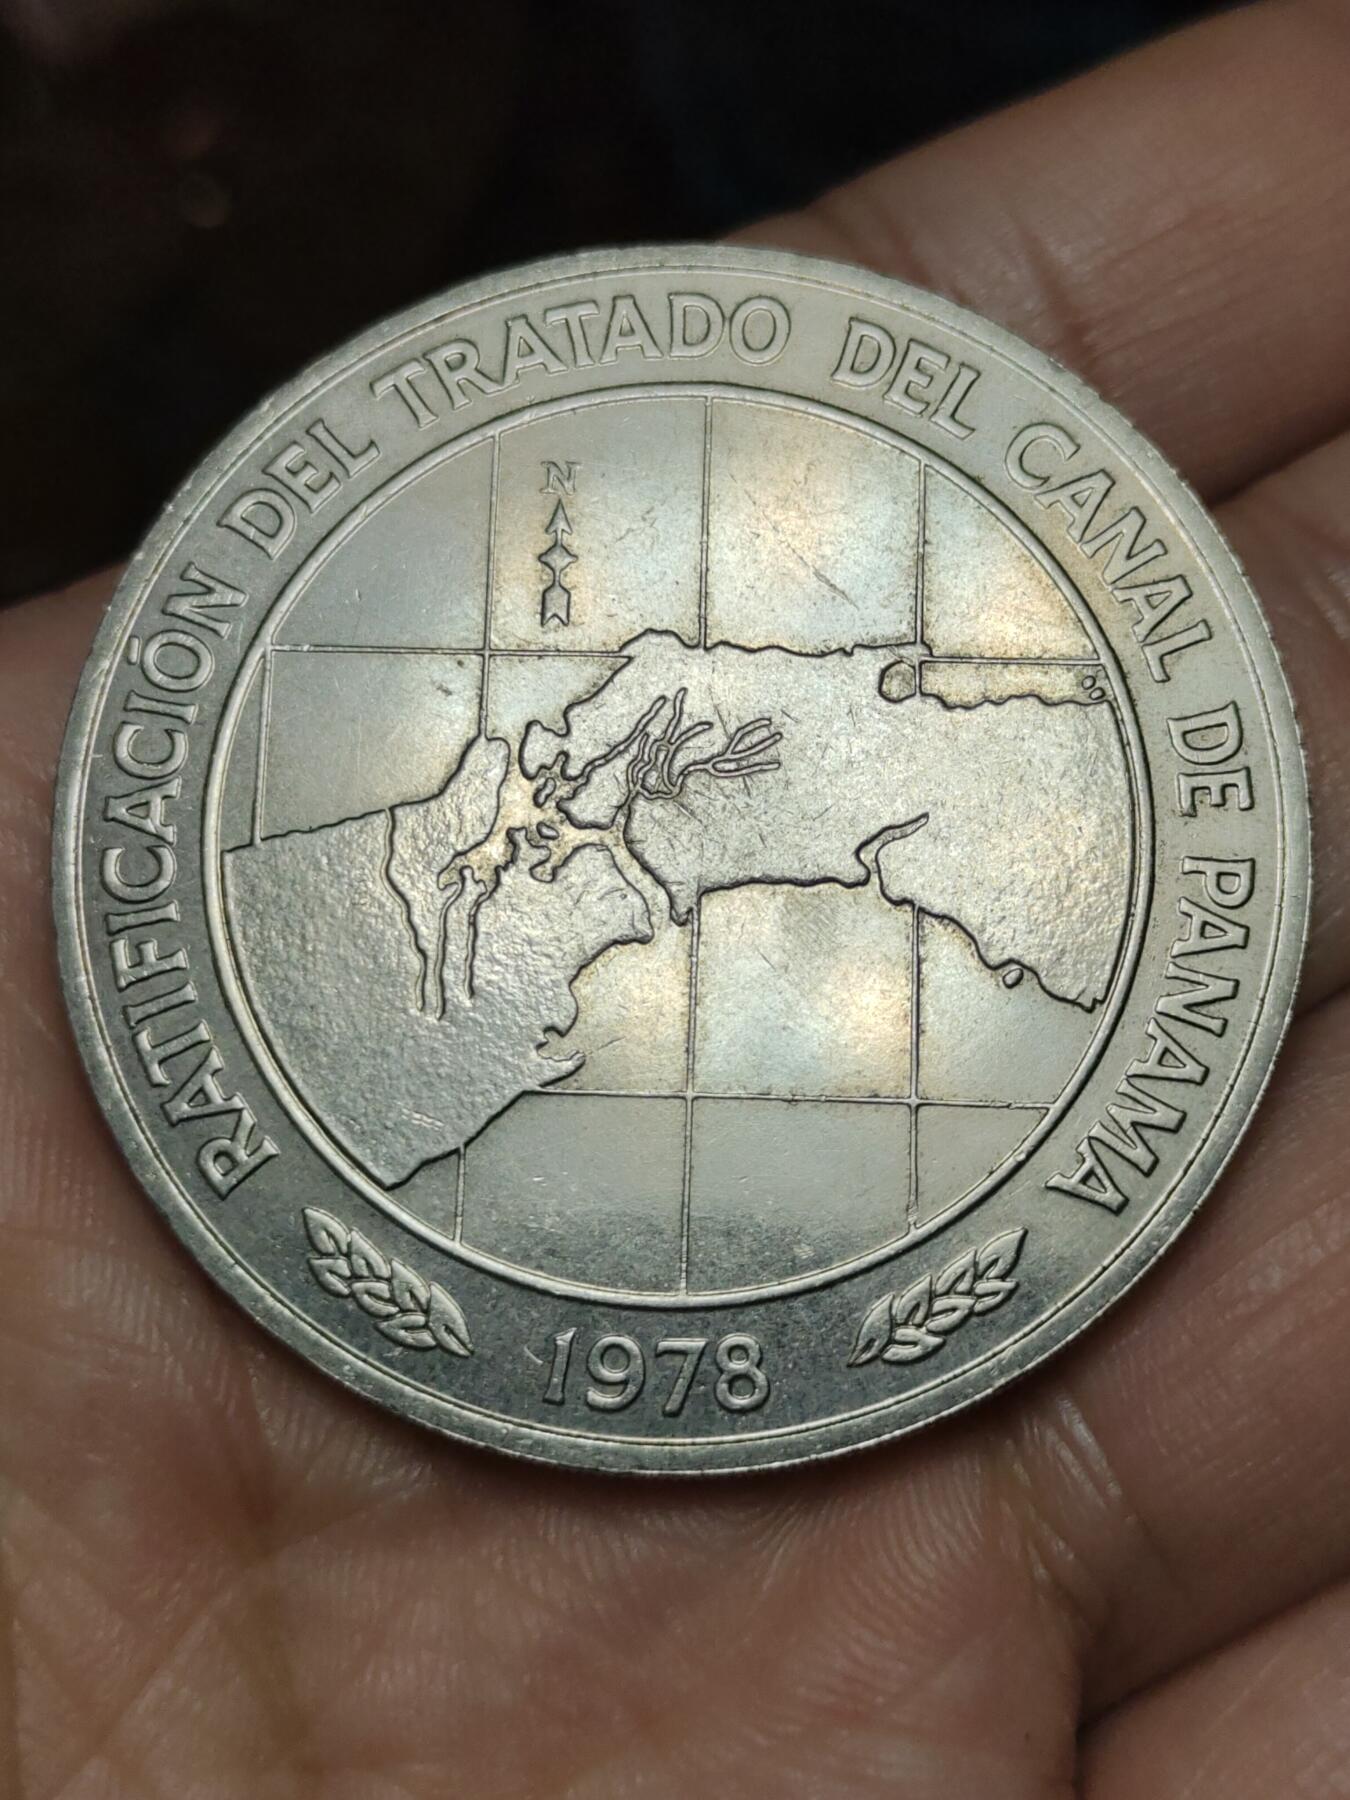 RATIFICACIÓN DEL TRATADO DEL CANAL DE PANAMA
N
1978